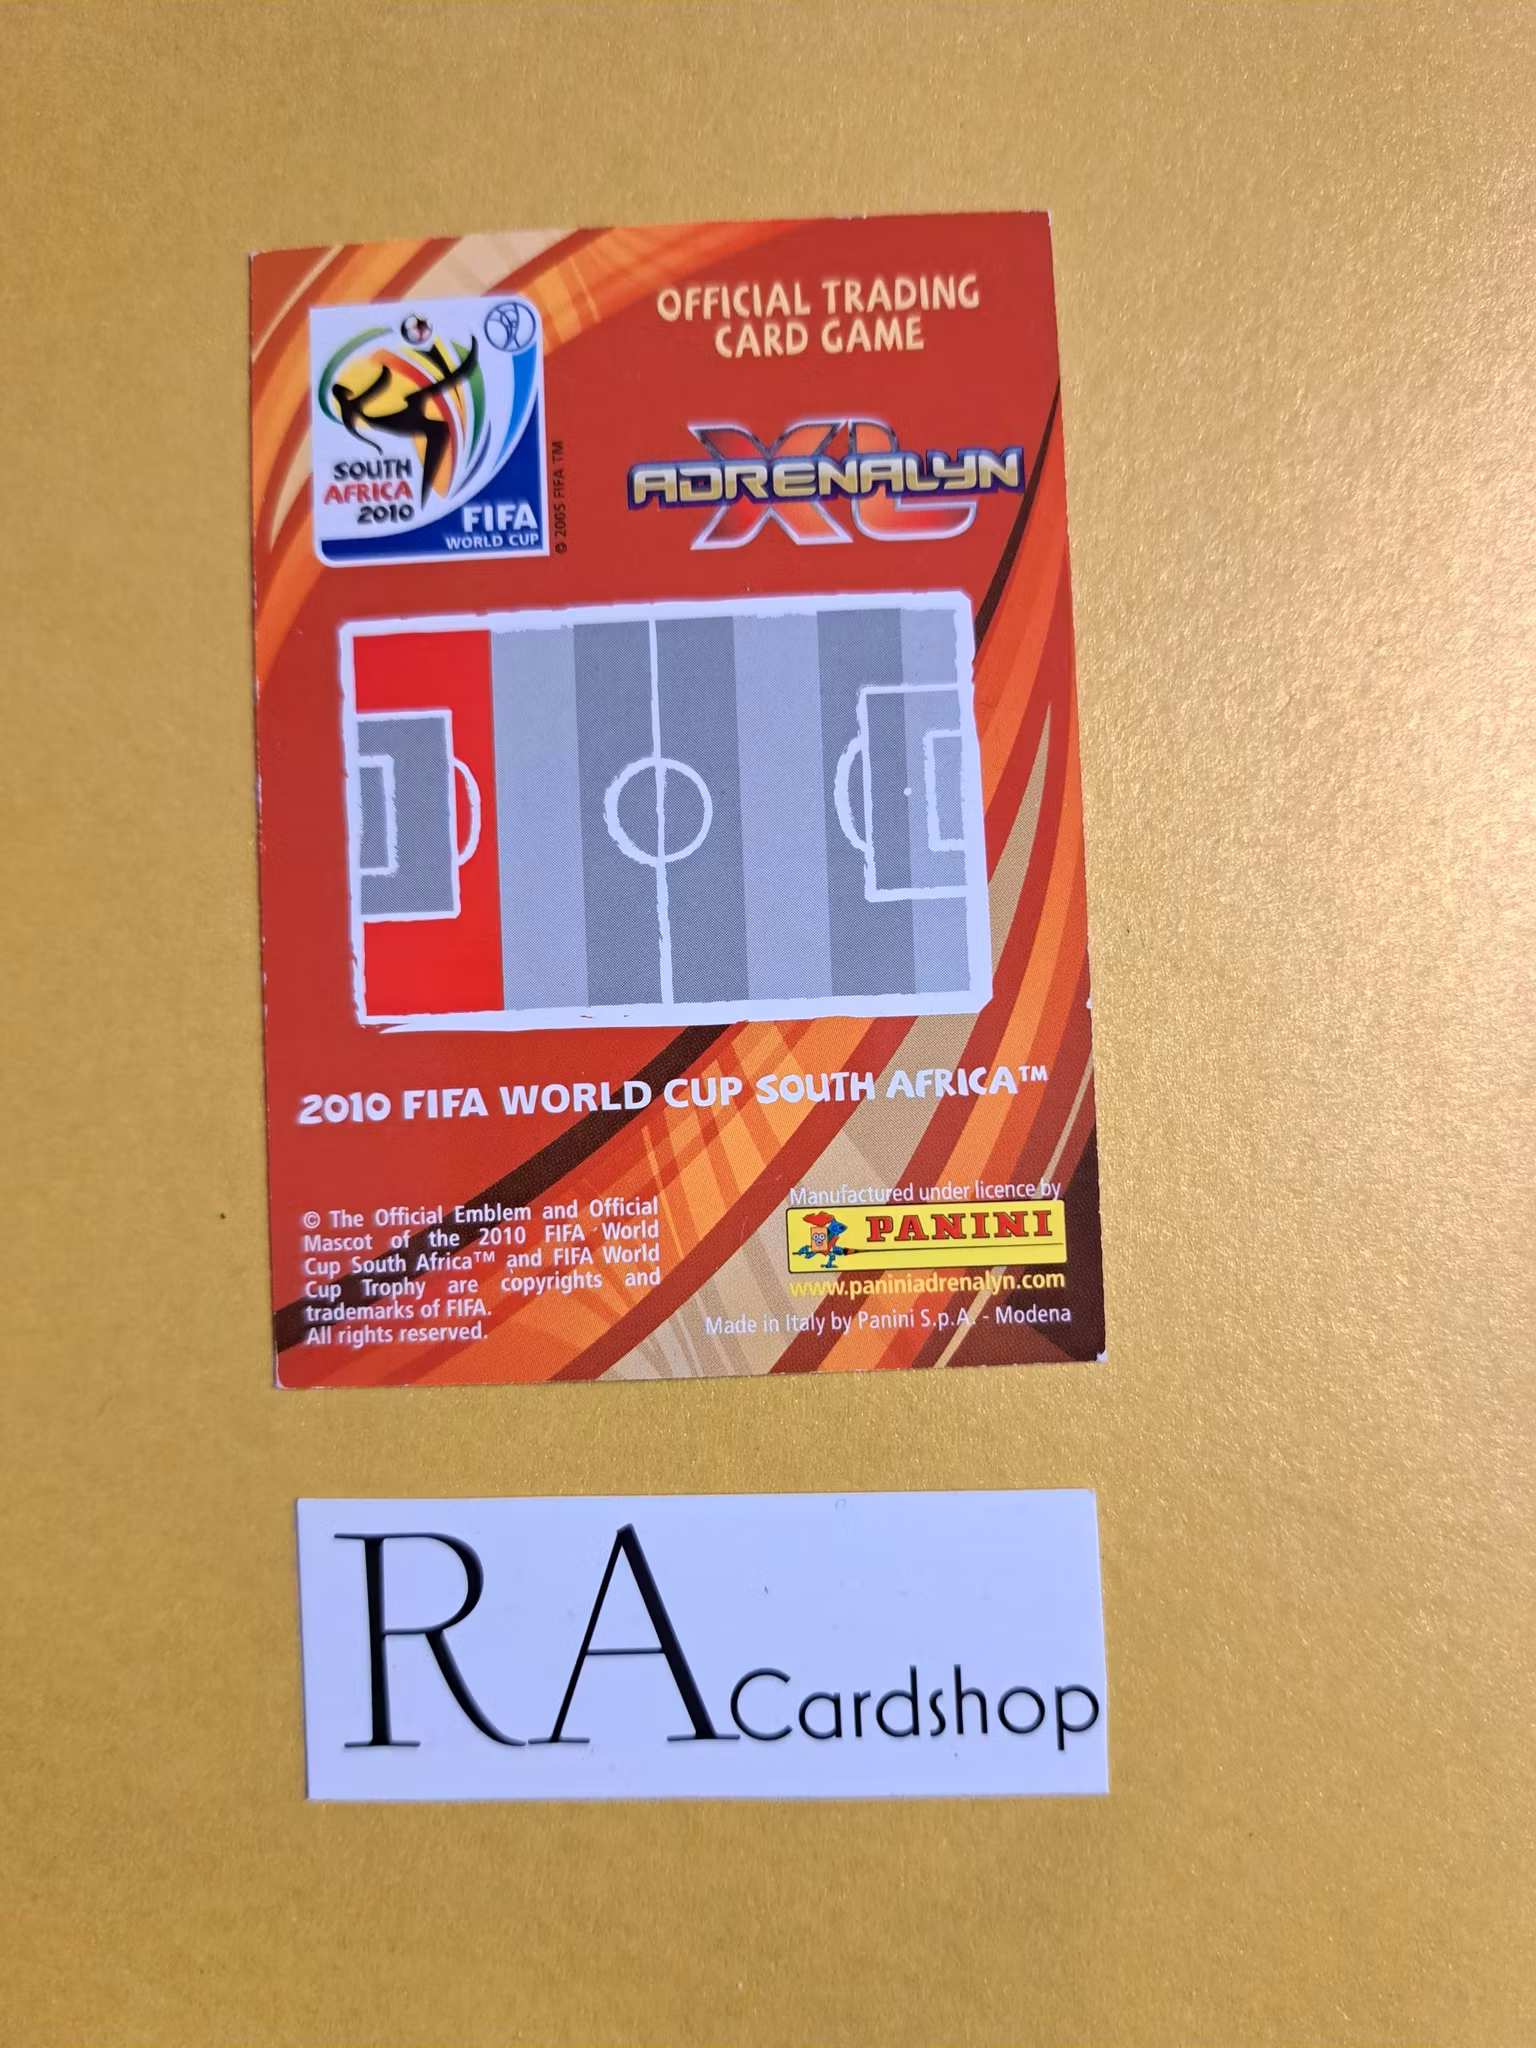 OFFICIAL TRADING
CARD GAME
SOUTH
AFRICA
2010
FIFA
WORLD CUP
© 2005 FIFA TM
XL
ADRENALYN
2010 FIFA WORLD CUP SOUTH AFRICA™
© The Official Emblem and Official
Mascot of the 2010 FIFA World
Cup South Africa™ and FIFA World
Cup Trophy are copyrights and
trademarks of FIFA.
All rights reserved.
Manufactured under licence by
PANINI
www.paniniadrenalyn.com
Made in Italy by Panini S.p.A. - Modena
RA Cardshop